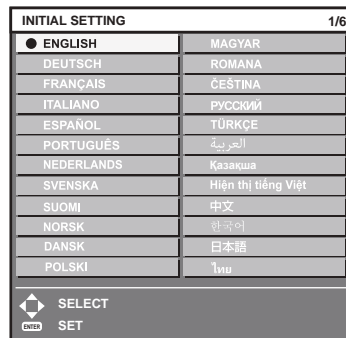 INITIAL SETTING 1/6
ENGLISH
DEUTSCH
FRANÇAIS
ITALIANO
ESPAÑOL
PORTUGUÊS
NEDERLANDS
SVENSKA
SUOMI
NORSK
DANSK
POLSKI
MAGYAR
ROMANA
ČEŠTINA
РУССКИЙ
TÜRKÇE
العربية
Қазақша
Hiện thị tiếng Việt
中文
한국어
日本語
ไทย
SELECT
ENTER SET